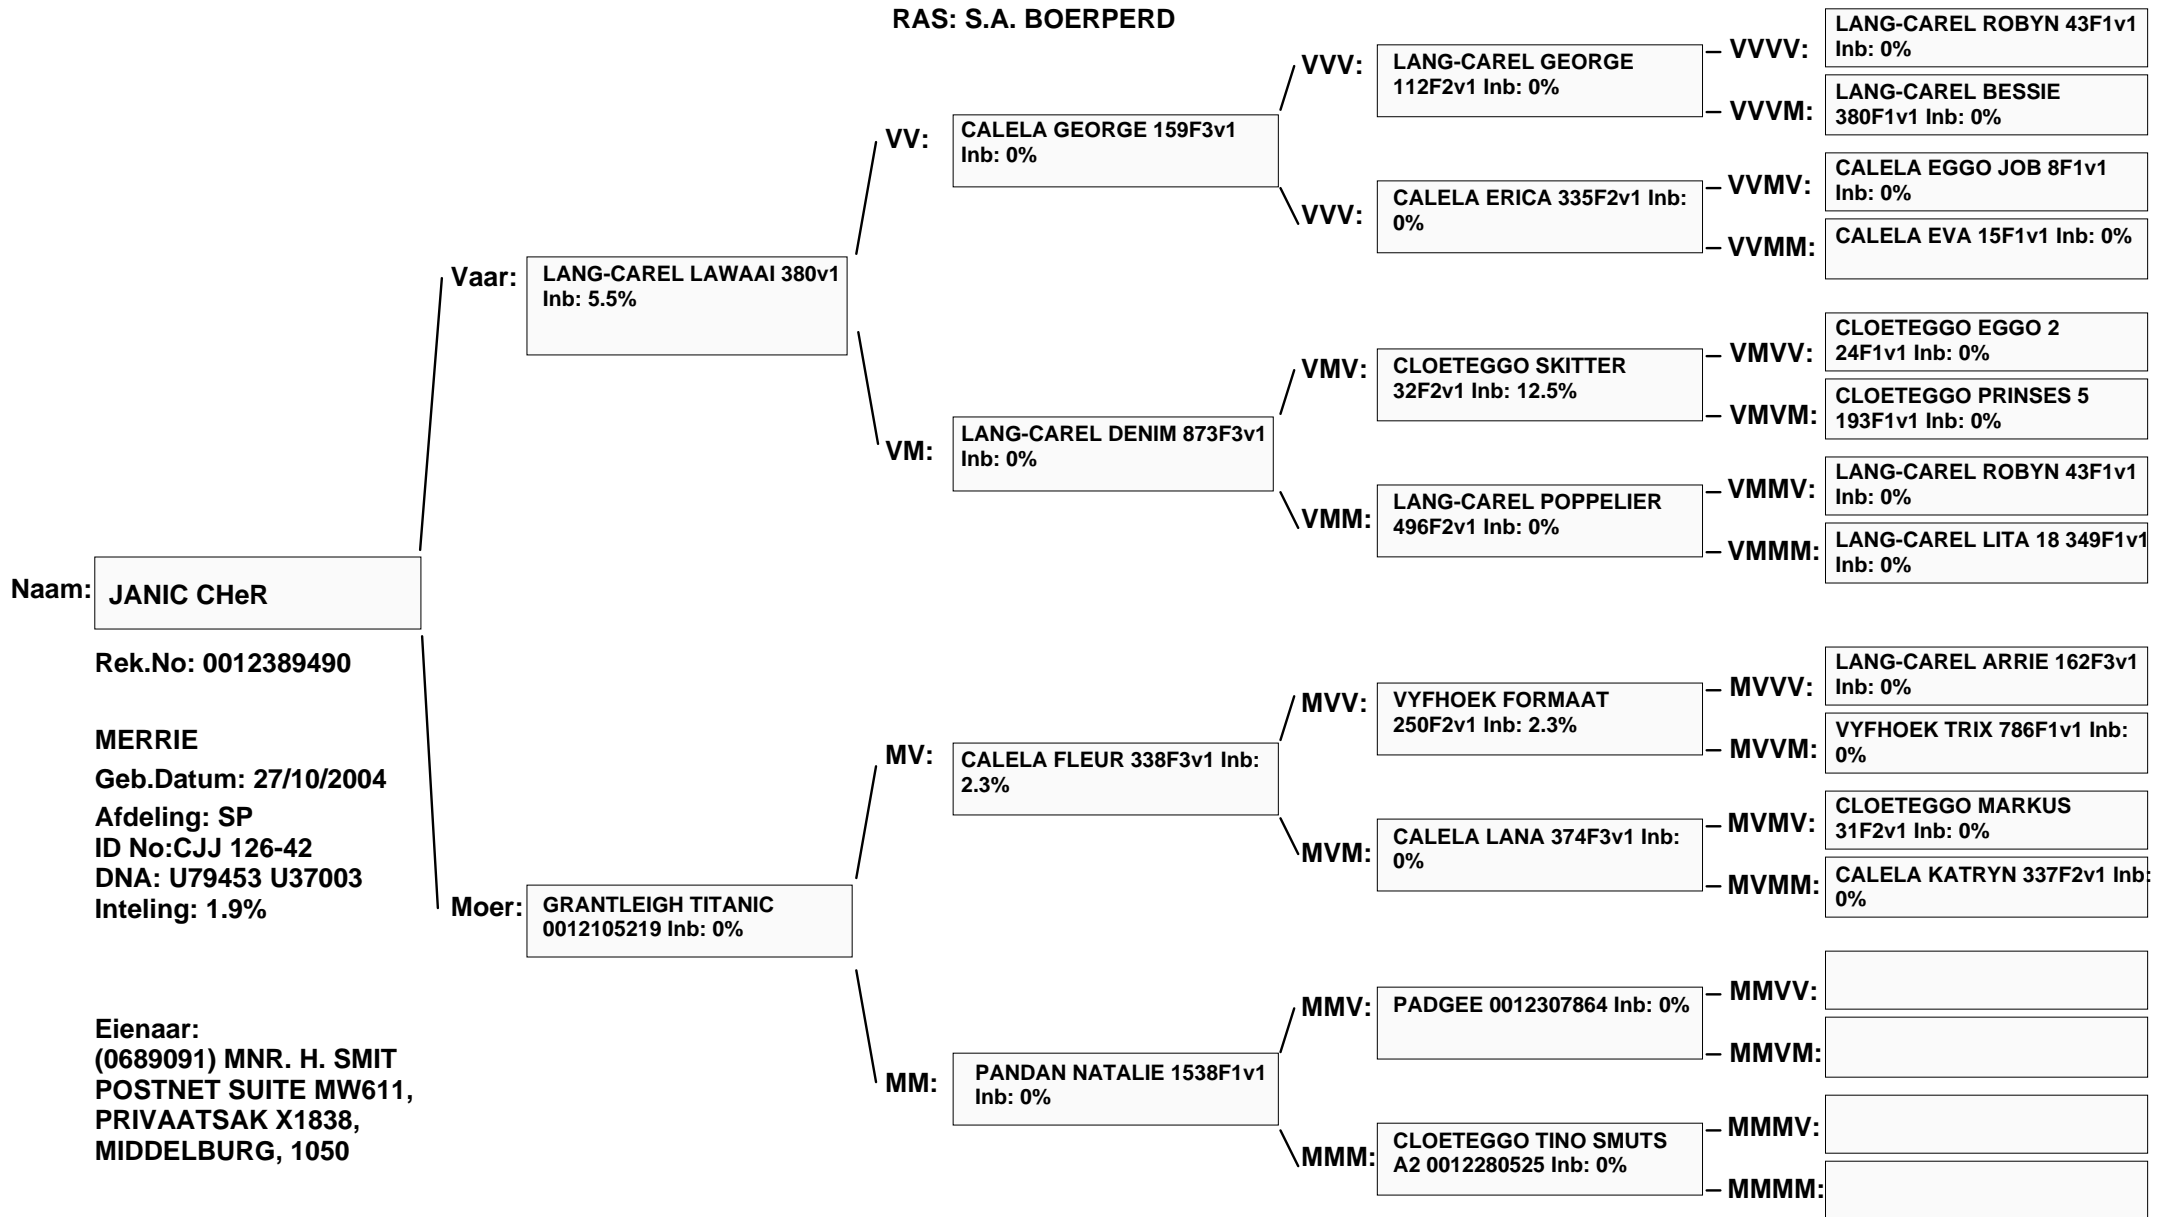 RAS: S.A. BOERPERD
Naam:
JANIC CHeR
Rek.No: 0012389490
MERRIE
Geb.Datum: 27/10/2004
Afdeling: SP
ID No:CJJ 126-42
DNA: U79453 U37003
Inteling: 1.9%
Eienaar:
(0689091) MNR. H. SMIT
POSTNET SUITE MW611,
PRIVAATSAK X1838,
MIDDELBURG, 1050
Vaar:
LANG-CAREL LAWAAI 380v1
Inb: 5.5%
Moer:
GRANTLEIGH TITANIC
0012105219 Inb: 0%
VV:
CALELA GEORGE 159F3v1
Inb: 0%
VM:
LANG-CAREL DENIM 873F3v1
Inb: 0%
MV:
CALELA FLEUR 338F3v1 Inb:
2.3%
MM:
PANDAN NATALIE 1538F1v1
Inb: 0%
VVV:
LANG-CAREL GEORGE
112F2v1 Inb: 0%
VVV:
CALELA ERICA 335F2v1 Inb:
0%
VMV:
CLOETEGGO SKITTER
32F2v1 Inb: 12.5%
VMM:
LANG-CAREL POPPELIER
496F2v1 Inb: 0%
MVV:
VYFHOEK FORMAAT
250F2v1 Inb: 2.3%
MVM:
CALELA LANA 374F3v1 Inb:
0%
MMV:
PADGEE 0012307864 Inb: 0%
MMM:
CLOETEGGO TINO SMUTS
A2 0012280525 Inb: 0%
VVVV:
LANG-CAREL ROBYN 43F1v1
Inb: 0%
VVVM:
LANG-CAREL BESSIE
380F1v1 Inb: 0%
VVMV:
CALELA EGGO JOB 8F1v1
Inb: 0%
VVMM:
CALELA EVA 15F1v1 Inb: 0%
VMVV:
CLOETEGGO EGGO 2
24F1v1 Inb: 0%
VMVM:
CLOETEGGO PRINSES 5
193F1v1 Inb: 0%
VMMV:
LANG-CAREL ROBYN 43F1v1
Inb: 0%
VMMM:
LANG-CAREL LITA 18 349F1v1
Inb: 0%
MVVV:
LANG-CAREL ARRIE 162F3v1
Inb: 0%
MVVM:
VYFHOEK TRIX 786F1v1 Inb:
0%
MVMV:
CLOETEGGO MARKUS
31F2v1 Inb: 0%
MVMM:
CALELA KATRYN 337F2v1 Inb:
0%
MMVV:
MMVM:
MMMV:
MMMM: